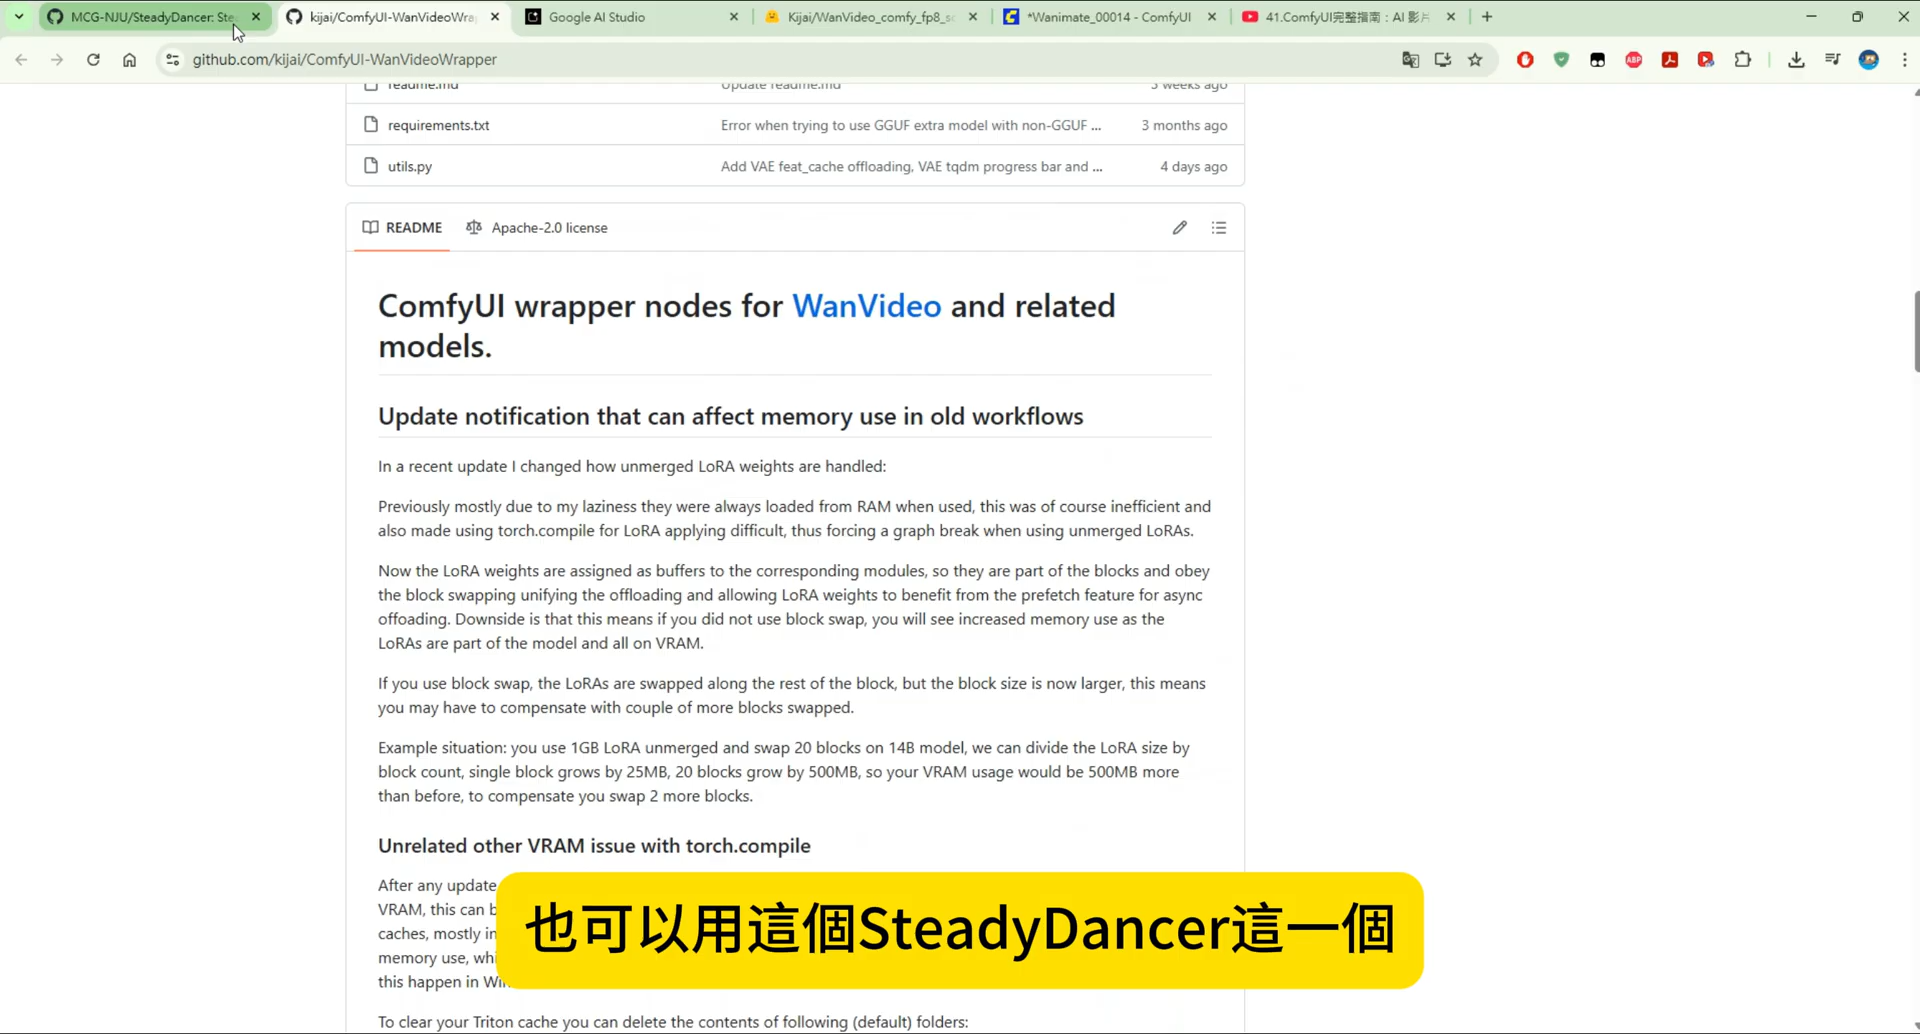 MCG-NJU/SteadyDancer: Ste
kijai/ComfyUI-WanVideoWra
Google AI Studio
Kijai/WanVideo_comfy_fp8_sc
*Wanimate_00014 - ComfyUI
41.ComfyUI完整指南：AI 影片
github.com/kijai/ComfyUI-WanVideoWrapper
readme.md Update readme.md 3 weeks ago
requirements.txt Error when trying to use GGUF extra model with non-GGUF ... 3 months ago
utils.py Add VAE feat_cache offloading, VAE tqdm progress bar and ... 4 days ago
README Apache-2.0 license
ComfyUI wrapper nodes for WanVideo and related
models.
Update notification that can affect memory use in old workflows
In a recent update I changed how unmerged LoRA weights are handled:
Previously mostly due to my laziness they were always loaded from RAM when used, this was of course inefficient and
also made using torch.compile for LoRA applying difficult, thus forcing a graph break when using unmerged LoRAs.
Now the LoRA weights are assigned as buffers to the corresponding modules, so they are part of the blocks and obey
the block swapping unifying the offloading and allowing LoRA weights to benefit from the prefetch feature for async
offoading. Downside is that this means if you did not use block swap, you will see increased memory use as the
LoRAs are part of the model and all on VRAM.
If you use block swap, the LoRAs are swapped along the rest of the block, but the block size is now larger, this means
you may have to compensate with couple of more blocks swapped.
Example situation: you use 1GB LoRA unmerged and swap 20 blocks on 14B model, we can divide the LoRA size by
block count, single block grows by 25MB, 20 blocks grow by 500MB, so your VRAM usage would be 500MB more
than before, to compensate you swap 2 more blocks.
Unrelated other VRAM issue with torch.compile
After any update
VRAM, this can b
caches, mostly in
memory use, whi
this happen in Wi
也可以用這個SteadyDancer這一個
To clear your Triton cache you can delete the contents of following (default) folders: